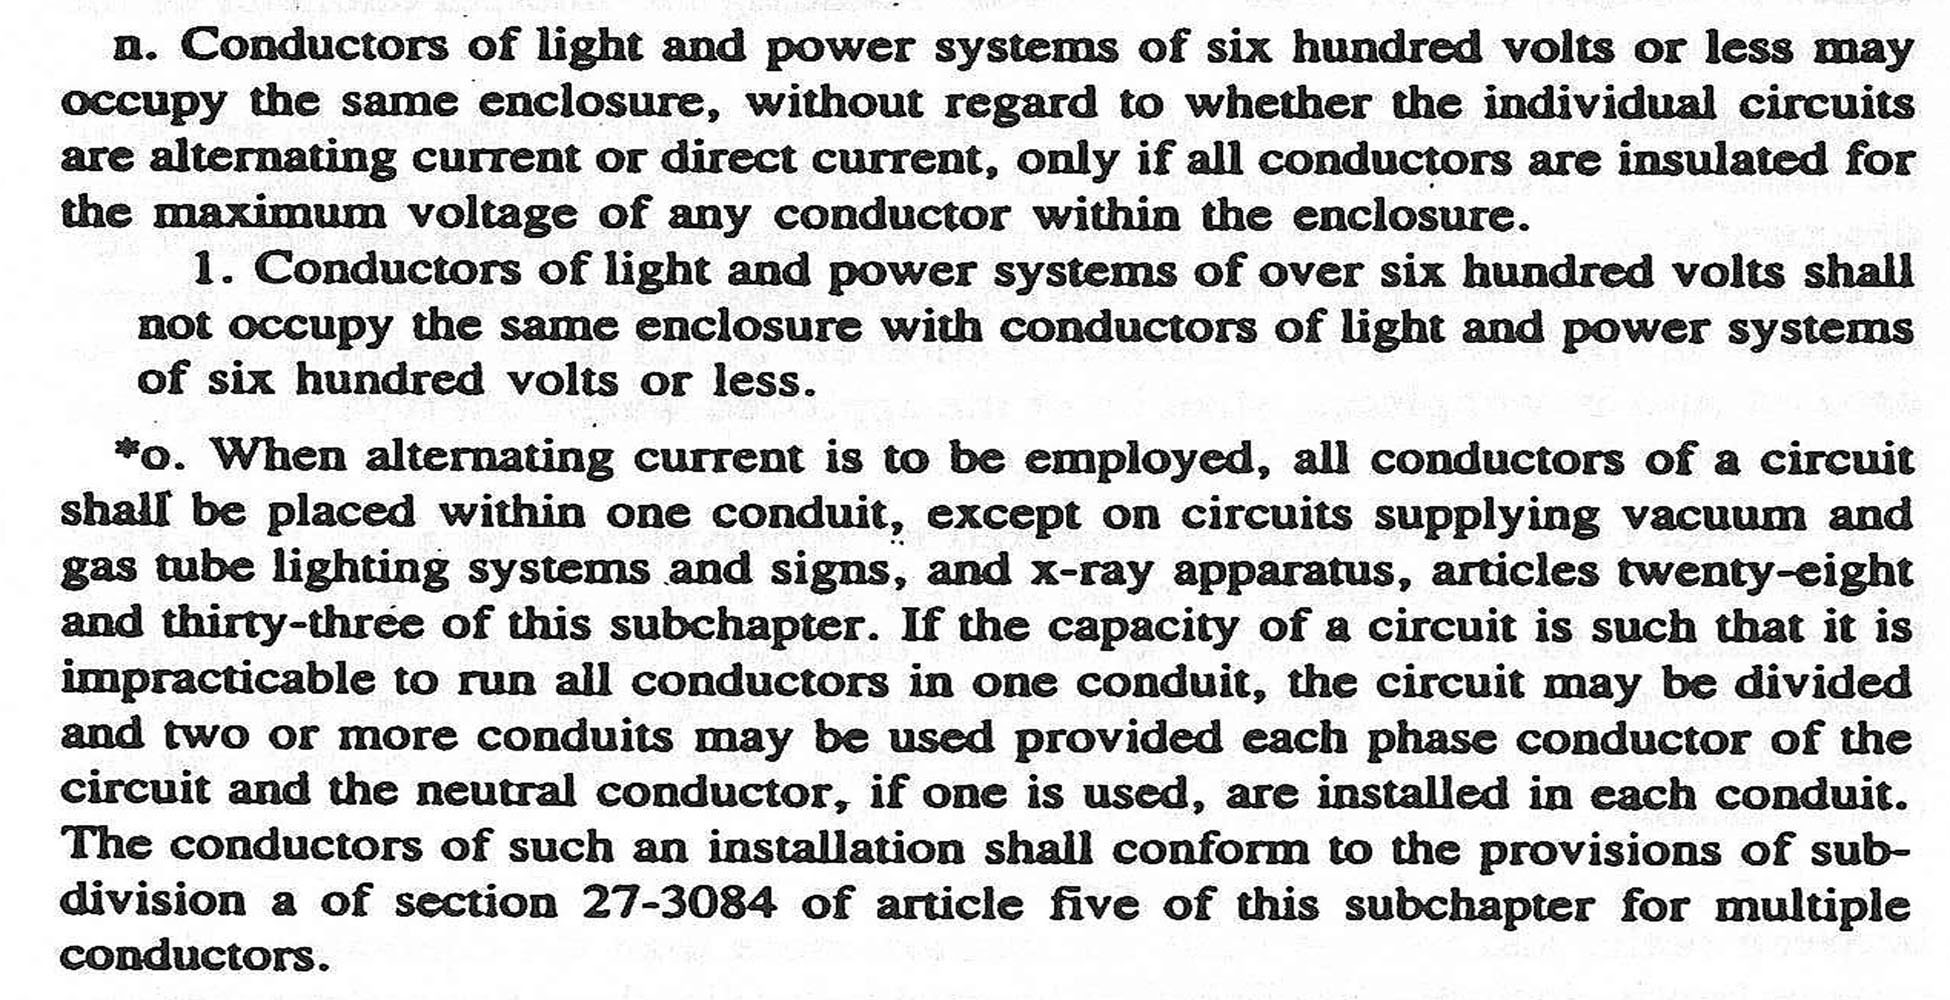 n. Conductors of light and power systems of six hundred volts or less may
occupy the same enclosure, without regard to whether the individual circuits
are alternating current or direct current, only if all conductors are insulated for
the maximum voltage of any conductor within the enclosure.
1. Conductors of light and power systems of over six hundred volts shall
not occupy the same enclosure with conductors of light and power systems
of six hundred volts or less.
*o. When alternating current is to be employed, all conductors of a circuit
shall be placed within one conduit, except on circuits supplying vacuum and
gas tube lighting systems and signs, and x-ray apparatus, articles twenty-eight
and thirty-three of this subchapter. If the capacity of a circuit is such that it is
impracticable to run all conductors in one conduit, the circuit may be divided
and two or more conduits may be used provided each phase conductor of the
circuit and the neutral conductor, if one is used, are installed in each conduit.
The conductors of such an installation shall conform to the provisions of sub-
division a of section 27-3084 of article five of this subchapter for multiple
conductors.